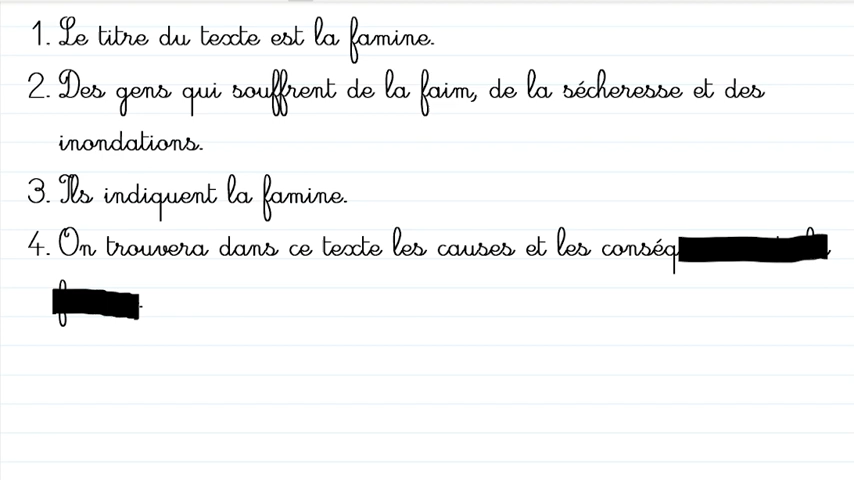 1. Le titre du texte est la famine.
2. Des gens qui souffrent de la faim, de la sécheresse et des
inondations.
3. Ils indiquent la famine.
4. On trouvera dans ce texte les causes et les